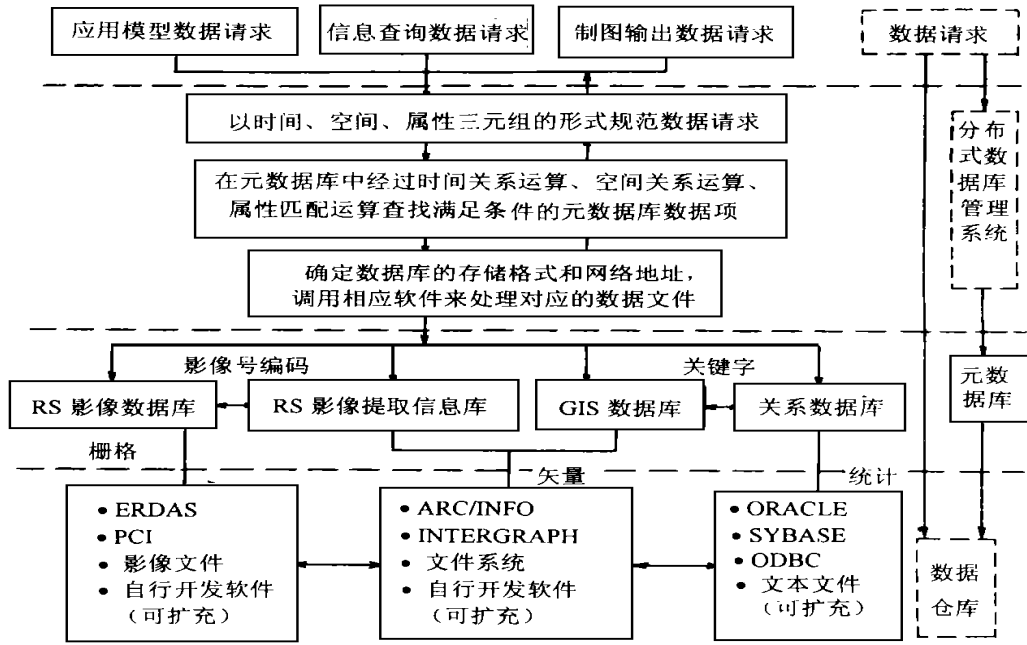 应用模型数据请求
信息查询数据请求
制图输出数据请求
数据请求
以时间、空间、属性三元组的形式规范数据请求
在元数据库中经过时间关系运算、空间关系运算、
属性匹配运算查找满足条件的元数据库数据项
确定数据库的存储格式和网络地址,
调用相应软件来处理对应的数据文件
分布
式数
据库
管理
系统
影像号编码
关键字
RS 影像数据库
RS 影像提取信息库
GIS 数据库
关系数据库
元数
据库
栅格
矢量
统计
• ERDAS
• PCI
• 影像文件
• 自行开发软件
(可扩充)
• ARC/INFO
• INTERGRAPH
• 文件系统
• 自行开发软件
(可扩充)
• ORACLE
• SYBASE
• ODBC
• 文本文件
(可扩充)
数据
仓库